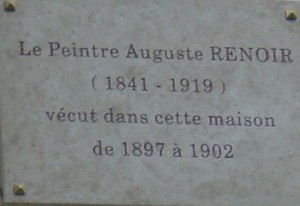 Le Peintre Auguste RENOIR
( 1841 - 1919 )
vécut dans cette maison
de 1897 à 1902